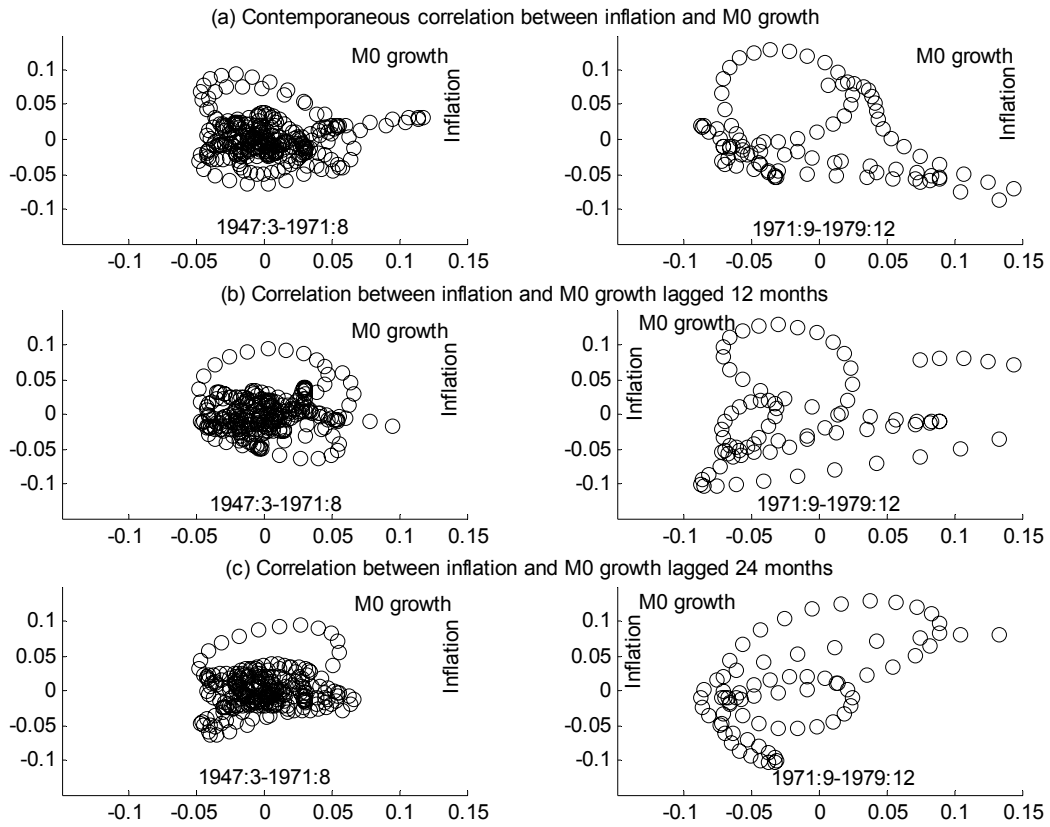 (a) Contemporaneous correlation between inflation and M0 growth
M0 growth
Inflation
0.1
0.05
0
-0.05
-0.1
1947:3-1971:8
-0.1 -0.05 0 0.05 0.1 0.15
M0 growth
Inflation
0.1
0.05
0
-0.05
-0.1
1971:9-1979:12
-0.1 -0.05 0 0.05 0.1 0.15
(b) Correlation between inflation and M0 growth lagged 12 months
M0 growth
Inflation
0.1
0.05
0
-0.05
-0.1
1947:3-1971:8
-0.1 -0.05 0 0.05 0.1 0.15
M0 growth
Inflation
0.1
0.05
0
-0.05
-0.1
1971:9-1979:12
-0.1 -0.05 0 0.05 0.1 0.15
(c) Correlation between inflation and M0 growth lagged 24 months
M0 growth
Inflation
0.1
0.05
0
-0.05
-0.1
1947:3-1971:8
-0.1 -0.05 0 0.05 0.1 0.15
M0 growth
Inflation
0.1
0.05
0
-0.05
-0.1
1971:9-1979:12
-0.1 -0.05 0 0.05 0.1 0.15